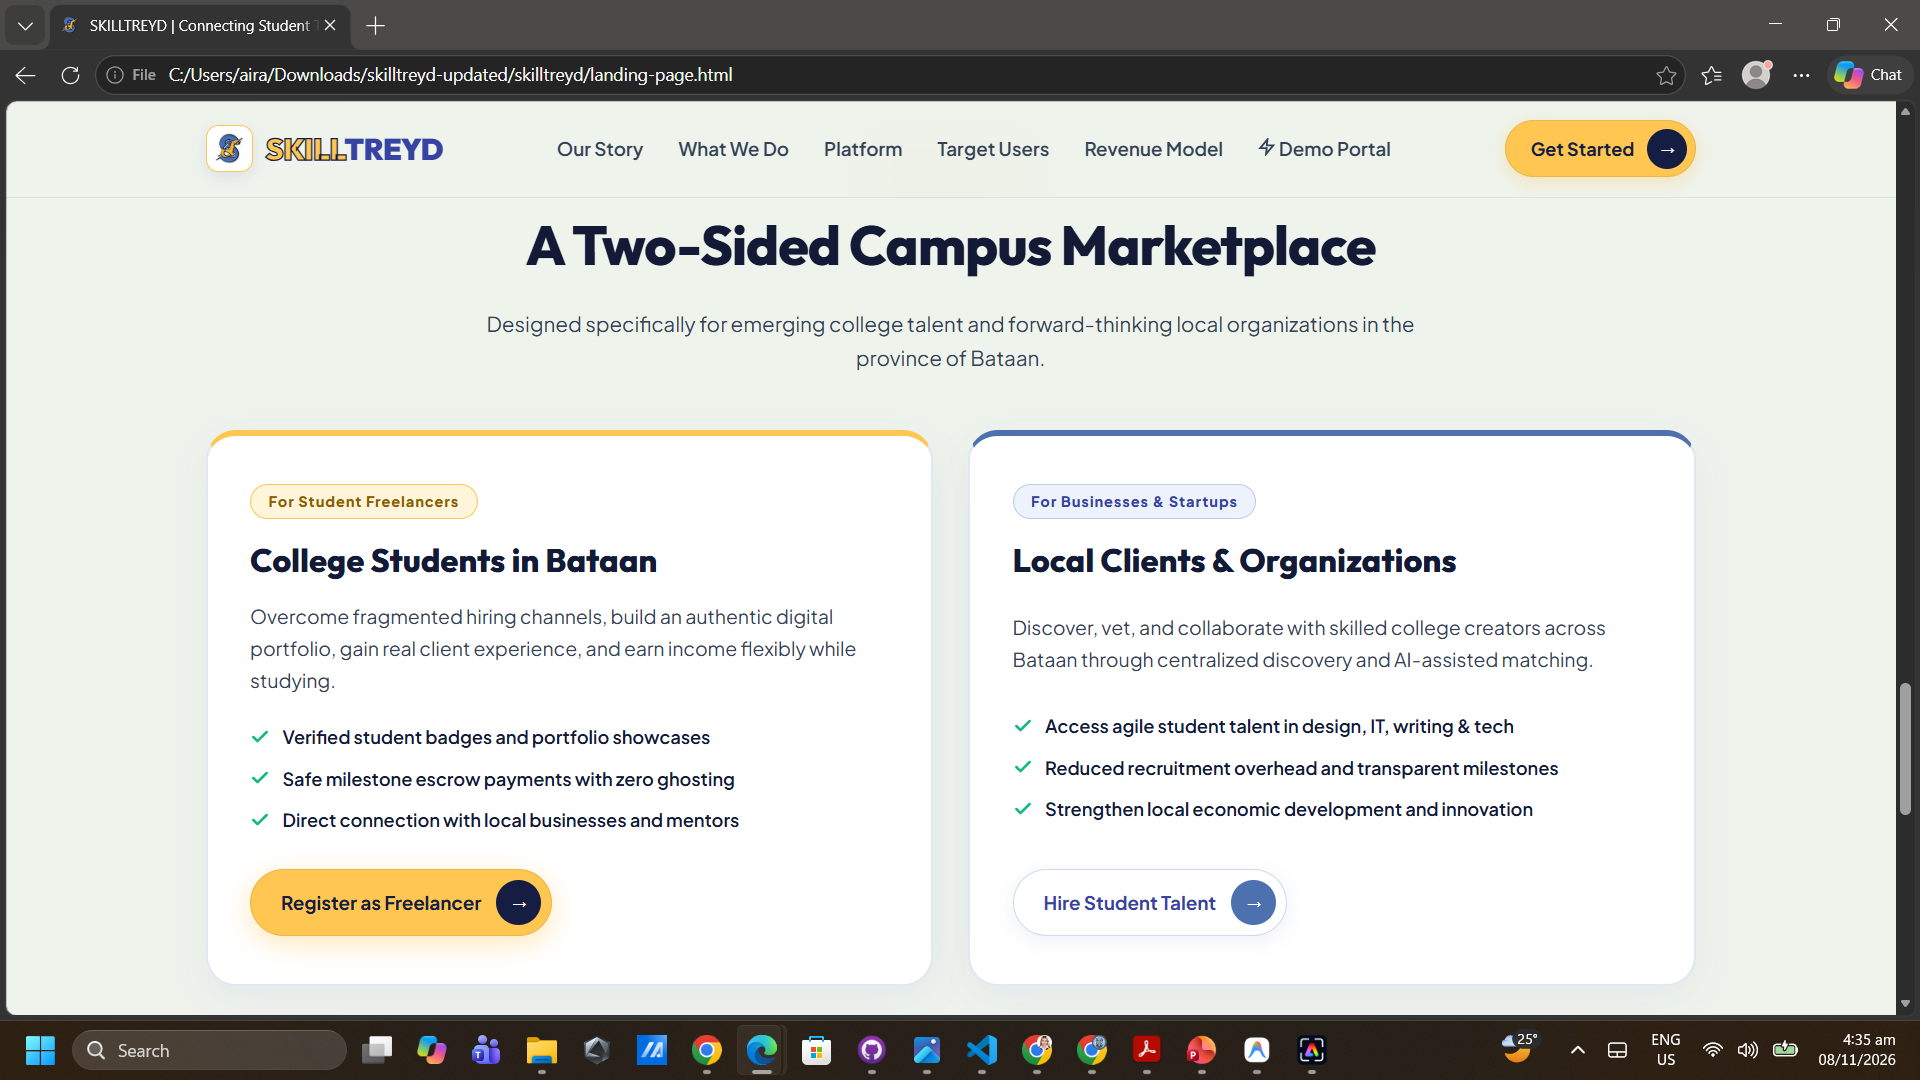 SKILLTREYD | Connecting Student T
File C:/Users/aira/Downloads/skilltreyd-updated/skilltreyd/landing-page.html
Chat
SKILLTREYD
Our Story
What We Do
Platform
Target Users
Revenue Model
Demo Portal
Get Started →
A Two-Sided Campus Marketplace
Designed specifically for emerging college talent and forward-thinking local organizations in the
province of Bataan.
For Student Freelancers
College Students in Bataan
Overcome fragmented hiring channels, build an authentic digital
portfolio, gain real client experience, and earn income flexibly while
studying.
Verified student badges and portfolio showcases
Safe milestone escrow payments with zero ghosting
Direct connection with local businesses and mentors
Register as Freelancer →
For Businesses & Startups
Local Clients & Organizations
Discover, vet, and collaborate with skilled college creators across
Bataan through centralized discovery and AI-assisted matching.
Access agile student talent in design, IT, writing & tech
Reduced recruitment overhead and transparent milestones
Strengthen local economic development and innovation
Hire Student Talent →
Search
25°
ENG
US
4:35 am
08/11/2026